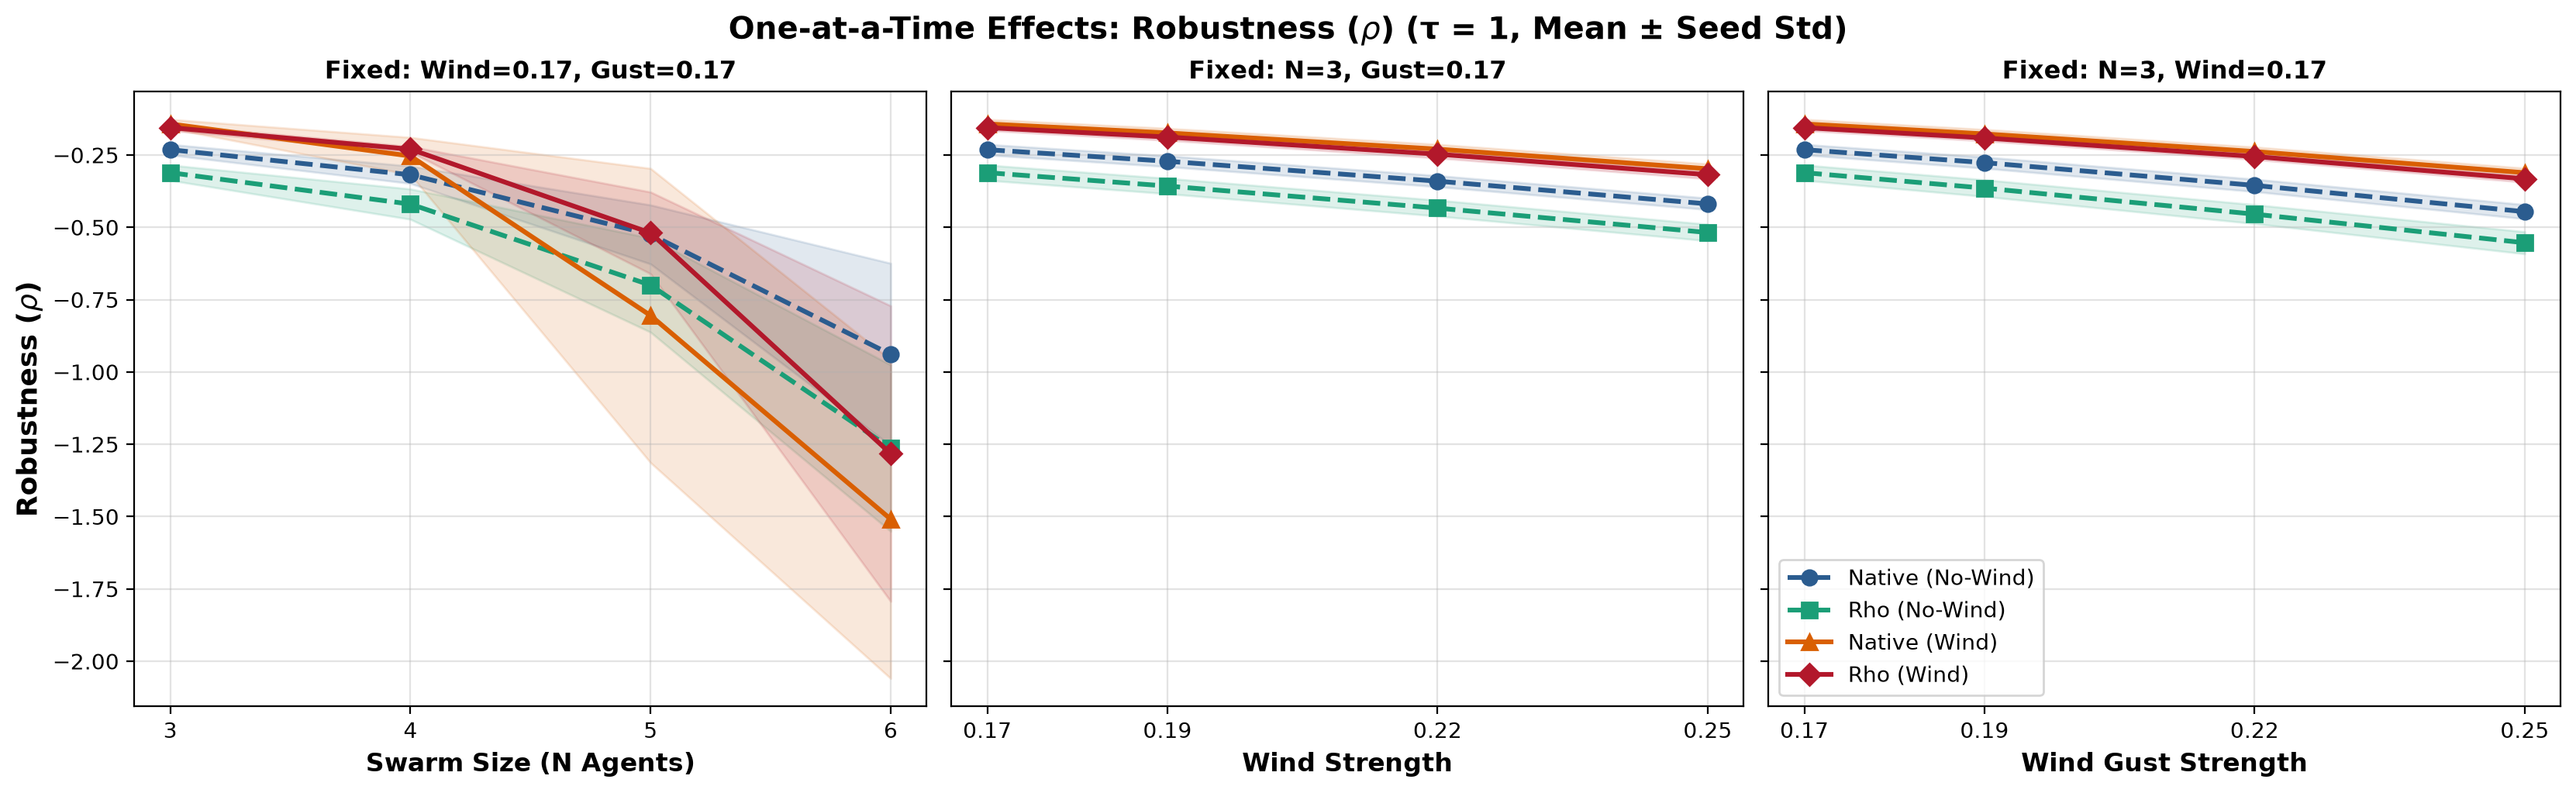 One-at-a-Time Effects: Robustness (ρ) (τ = 1, Mean ± Seed Std)
Fixed: Wind=0.17, Gust=0.17
Fixed: N=3, Gust=0.17
Fixed: N=3, Wind=0.17
Robustness (ρ)
−0.25
−0.50
−0.75
−1.00
−1.25
−1.50
−1.75
−2.00
3 4 5 6
0.17 0.19 0.22 0.25
0.17 0.19 0.22 0.25
Swarm Size (N Agents)
Wind Strength
Wind Gust Strength
Native (No-Wind)
Rho (No-Wind)
Native (Wind)
Rho (Wind)